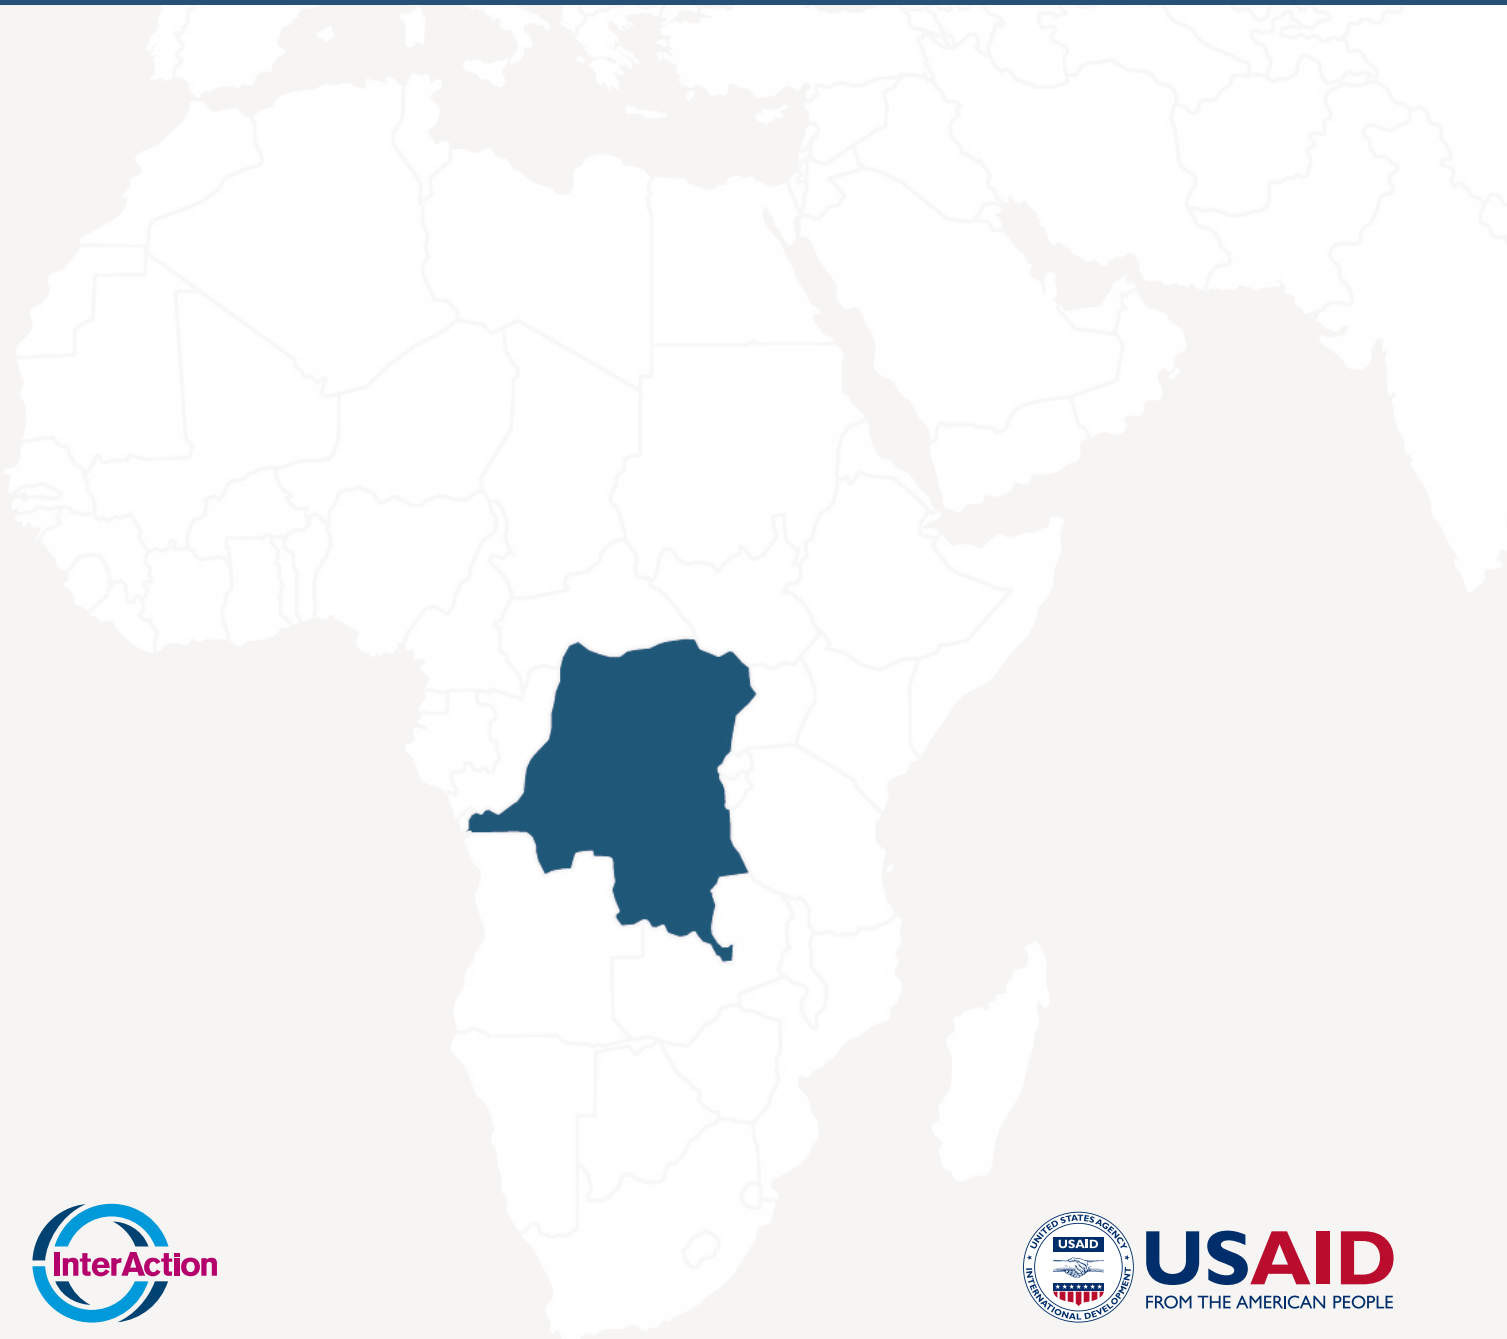 InterAction
UNITED STATES AGENCY
USAID
INTERNATIONAL DEVELOPMENT
USAID
FROM THE AMERICAN PEOPLE